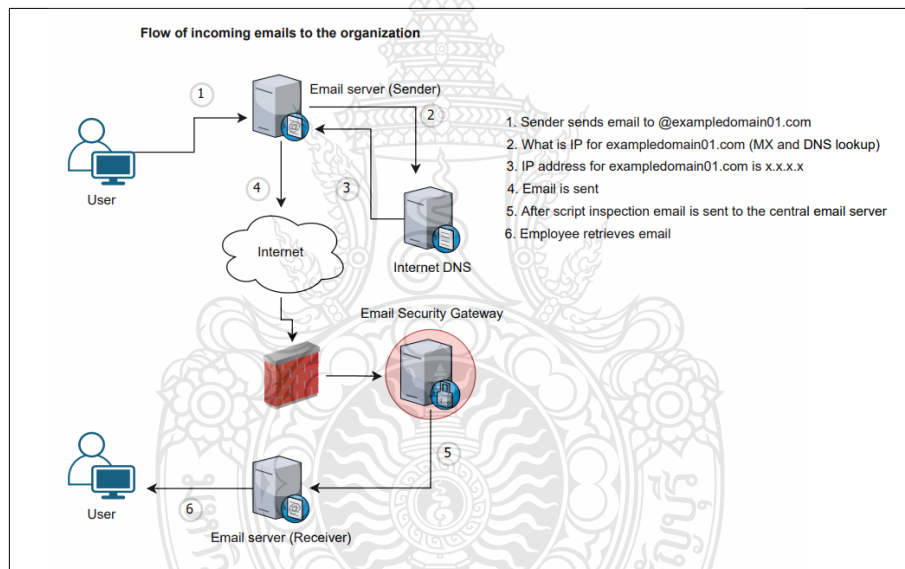 Flow of incoming emails to the organization
Email server (Sender)
1
2
User
4
3
Internet
Internet DNS
1. Sender sends email to @exampledomain01.com
2. What is IP for exampledomain01.com (MX and DNS lookup)
3. IP address for exampledomain01.com is x.x.x.x
4. Email is sent
5. After script inspection email is sent to the central email server
6. Employee retrieves email
Email Security Gateway
5
User
6
Email server (Receiver)